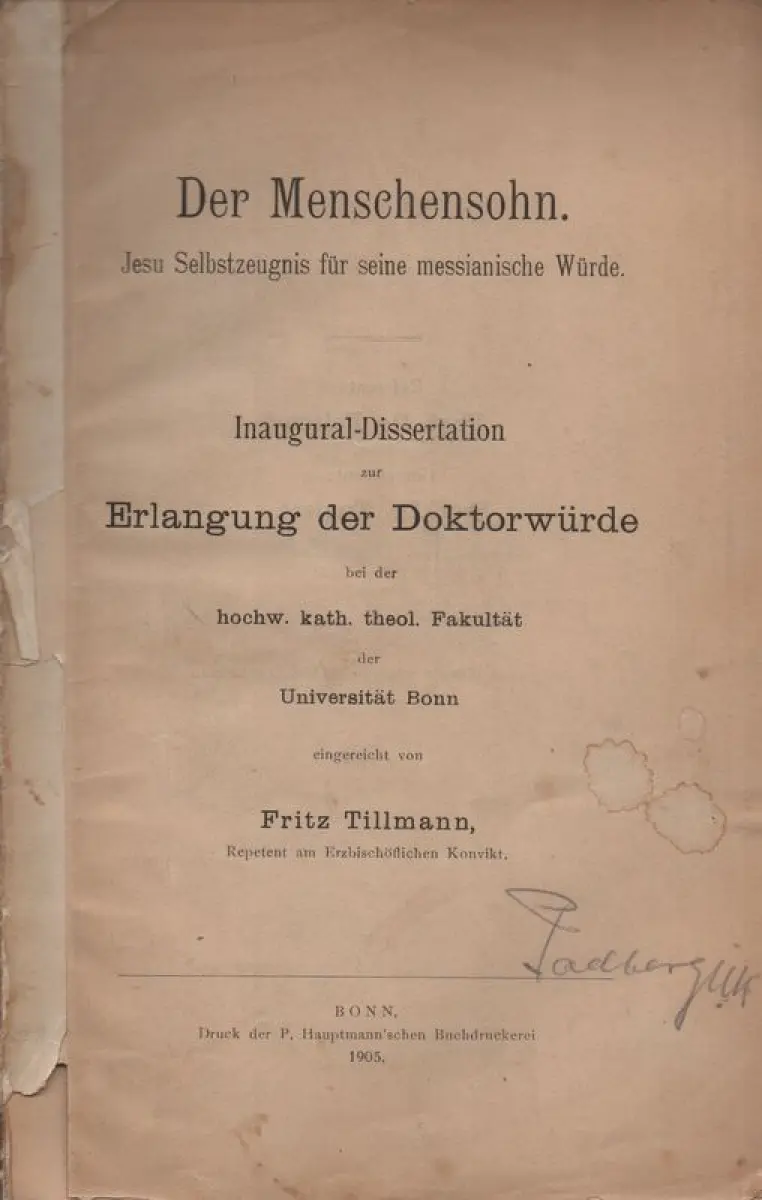 Der Menschensohn.
Jesu Selbstzeugnis für seine messianische Würde.
Inaugural-Dissertation
zur
Erlangung der Doktorwürde
bei der
hochw. kath. theol. Fakultät
der
Universität Bonn
eingereicht von
Fritz Tillmann,
Repetent am Erzbischöflichen Konvikt.
Padberg
BONN,
Druck der P. Hauptmann'schen Buchdruckerei
1905.